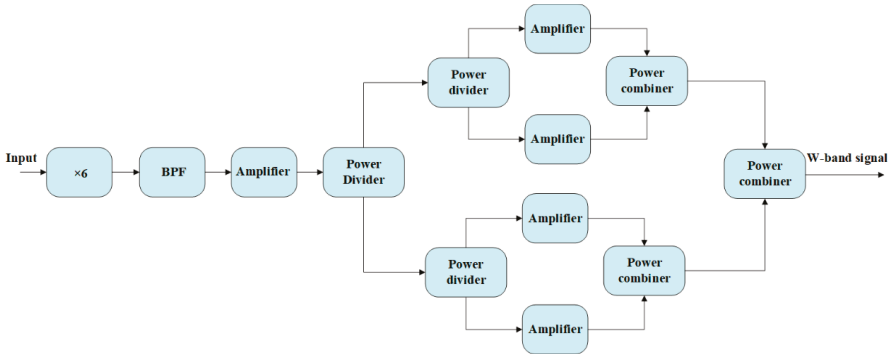 Input
×6
BPF
Amplifier
Power
Divider
Power
divider
Amplifier
Amplifier
Power
combiner
Power
divider
Amplifier
Amplifier
Power
combiner
Power
combiner
W-band signal